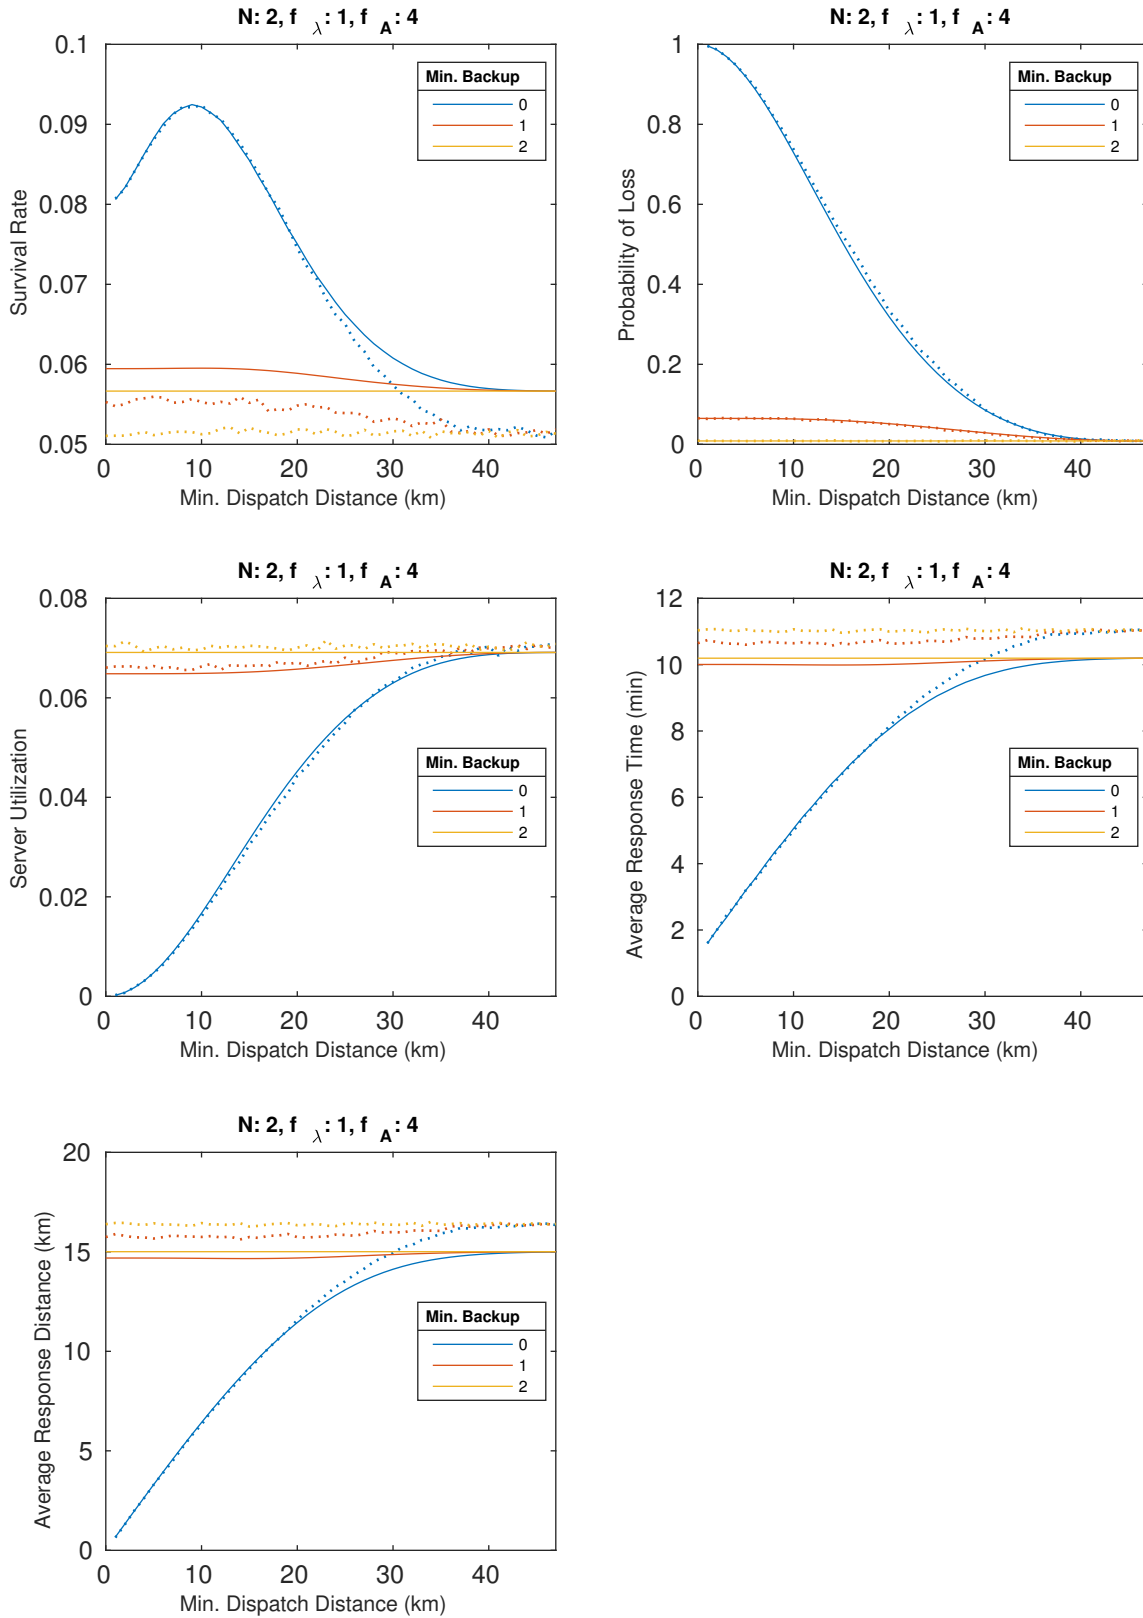 N: 2, f λ: 1, f A: 4
Survival Rate
0.1
0.09
0.08
0.07
0.06
0.05
Min. Backup
0
1
2
0 10 20 30 40
Min. Dispatch Distance (km)
N: 2, f λ: 1, f A: 4
Probability of Loss
1
0.8
0.6
0.4
0.2
0
Min. Backup
0
1
2
0 10 20 30 40
Min. Dispatch Distance (km)
N: 2, f λ: 1, f A: 4
Server Utilization
0.08
0.06
0.04
0.02
0
Min. Backup
0
1
2
0 10 20 30 40
Min. Dispatch Distance (km)
N: 2, f λ: 1, f A: 4
Average Response Time (min)
12
10
8
6
4
2
0
Min. Backup
0
1
2
0 10 20 30 40
Min. Dispatch Distance (km)
N: 2, f λ: 1, f A: 4
Average Response Distance (km)
20
15
10
5
0
Min. Backup
0
1
2
0 10 20 30 40
Min. Dispatch Distance (km)